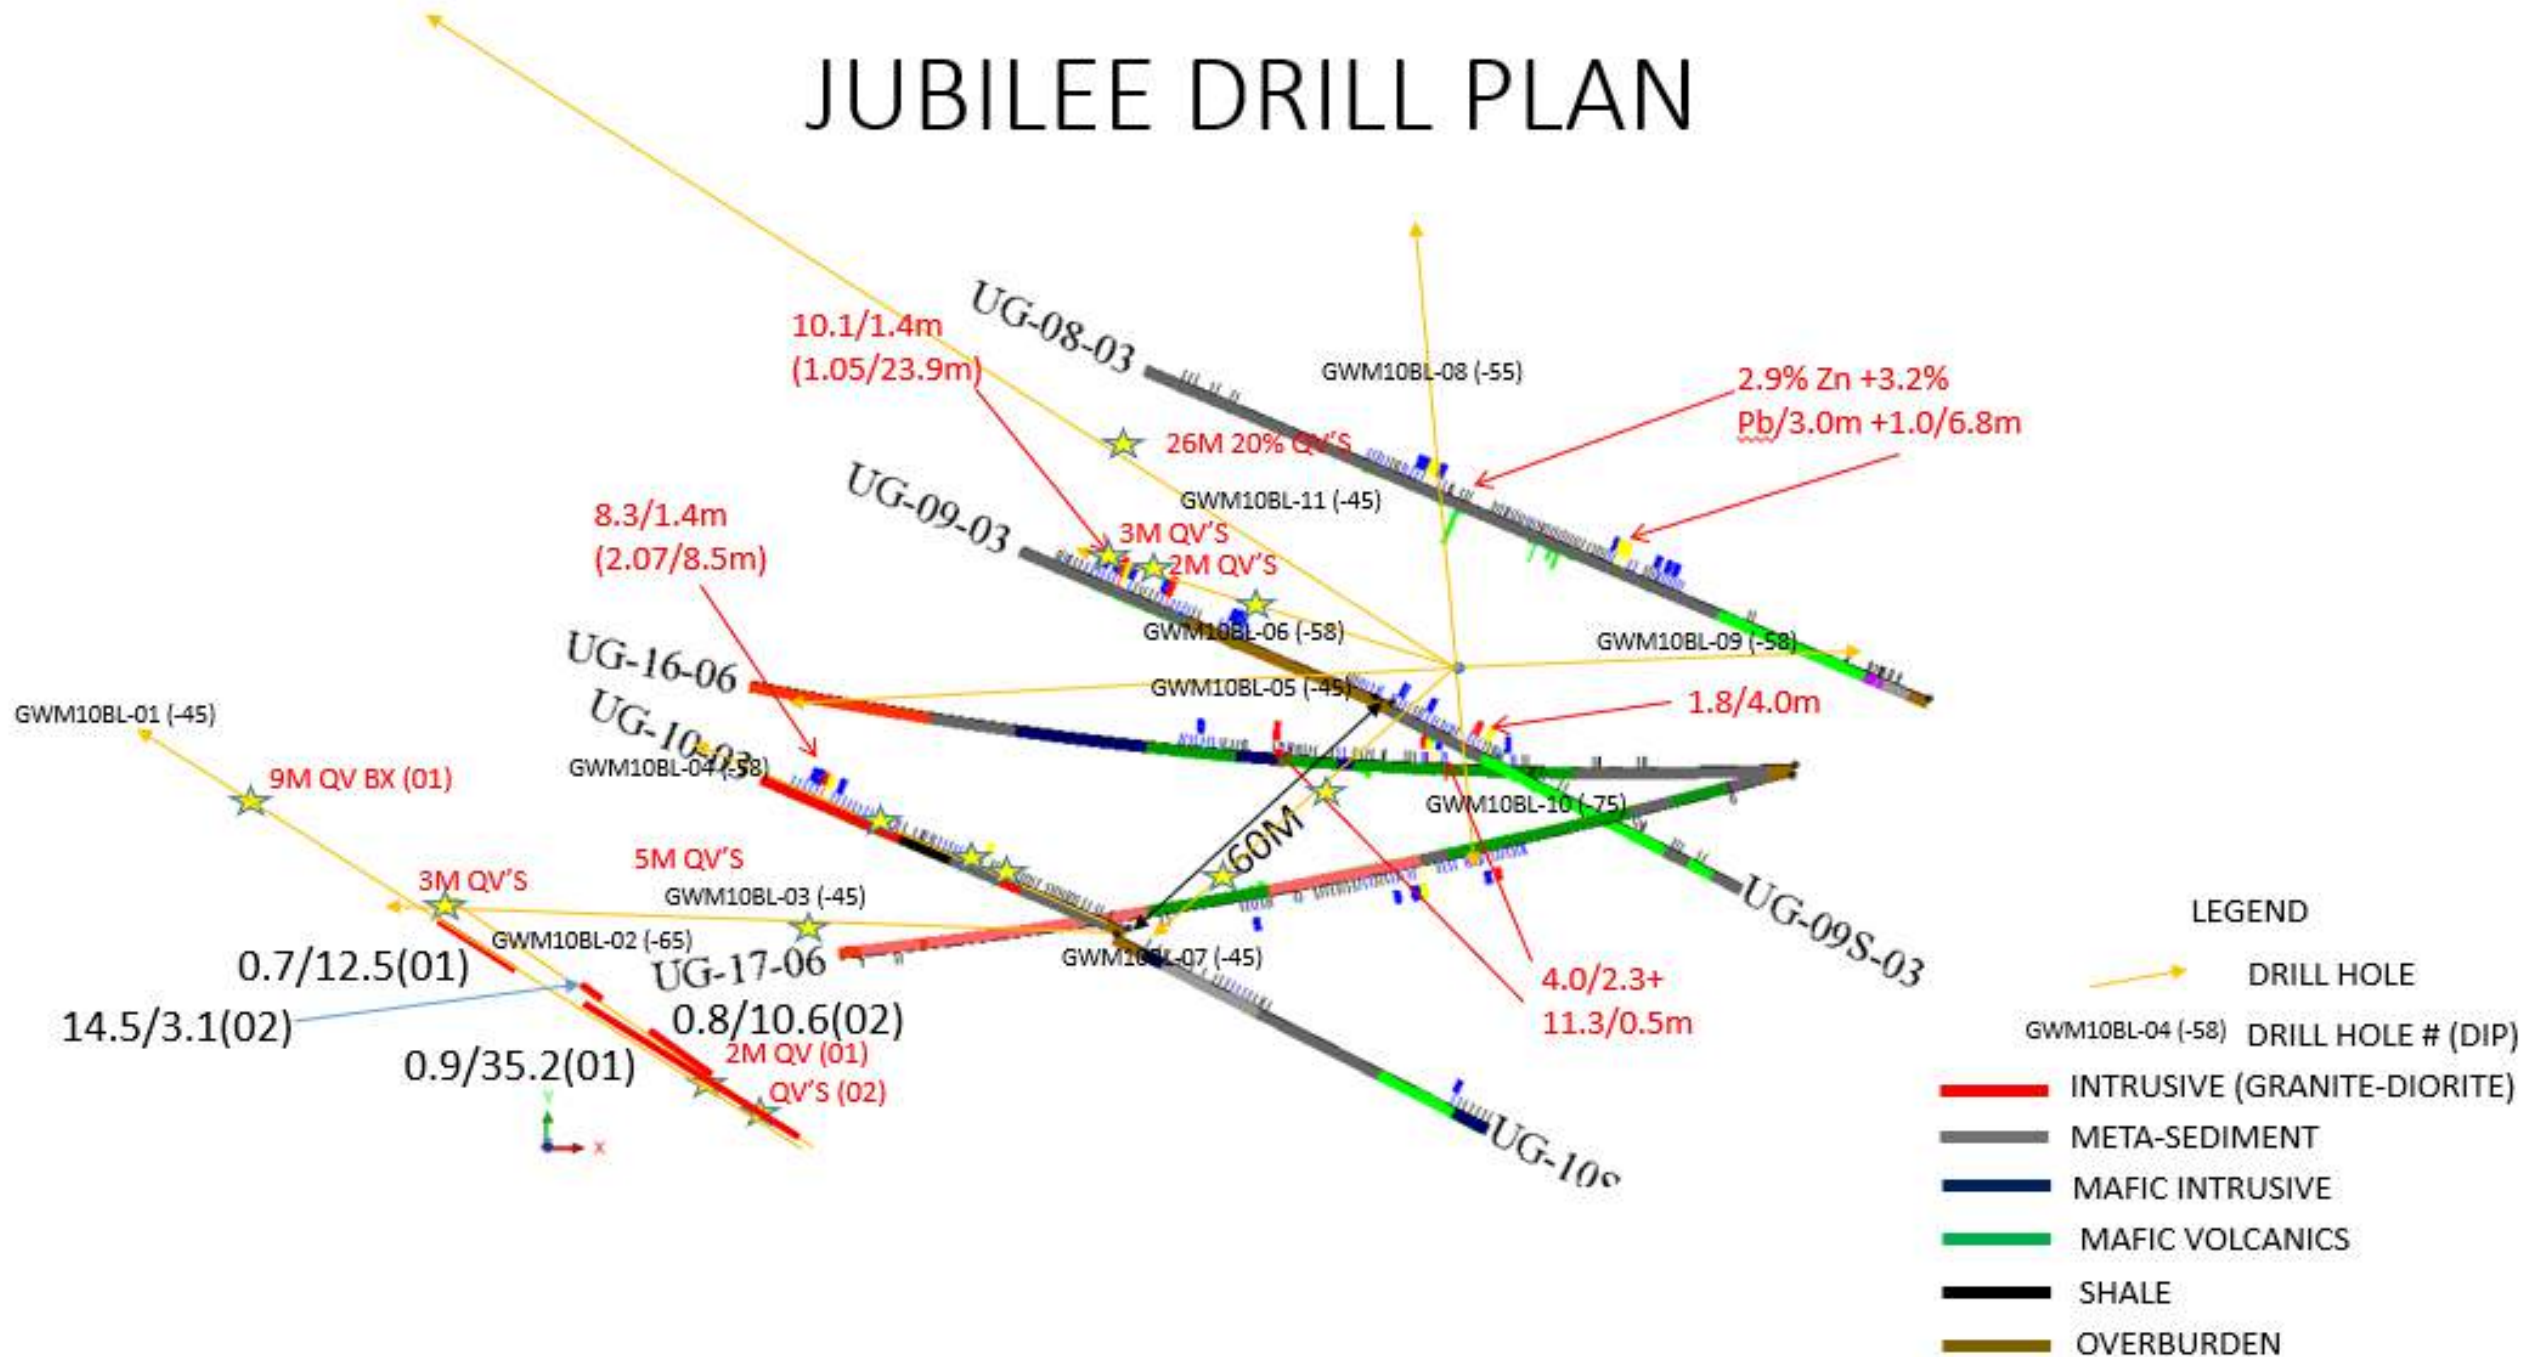 JUBILEE DRILL PLAN
UG-08-03
10.1/1.4m
(1.05/23.9m)
GWM10BL-08 (-55)
2.9% Zn +3.2%
Pb/3.0m +1.0/6.8m
26M 20% QV'S
UG-09-03
GWM10BL-11 (-45)
8.3/1.4m
(2.07/8.5m)
3M QV'S
2M QV'S
GWM10BL-06 (-58)
GWM10BL-09 (-58)
UG-16-06
GWM10BL-05 (-45)
1.8/4.0m
UG-10-03
GWM10BL-01 (-45)
GWM10BL-04 (-58)
9M QV BX (01)
GWM10BL-10 (-75)
60M
5M QV'S
3M QV'S
GWM10BL-03 (-45)
UG-09S-03
GWM10BL-02 (-65)
UG-17-06
GWM10BL-07 (-45)
0.7/12.5(01)
14.5/3.1(02)
0.8/10.6(02)
0.9/35.2(01)
2M QV (01)
QV'S (02)
4.0/2.3+
11.3/0.5m
UG-10S
Y
X
LEGEND
DRILL HOLE
GWM10BL-04 (-58) DRILL HOLE # (DIP)
INTRUSIVE (GRANITE-DIORITE)
META-SEDIMENT
MAFIC INTRUSIVE
MAFIC VOLCANICS
SHALE
OVERBURDEN